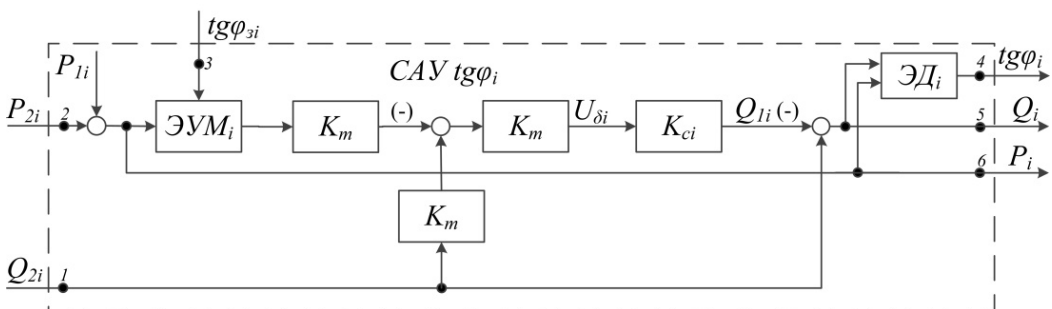 tgφзi
P1i
3
САУ tgφi
4
tgφi
ЭДi
P2i
2
ЭУМi
Km
(-)
Km
Uδi
Kci
Q1i (-)
5
Qi
6
Pi
Km
Q2i
1